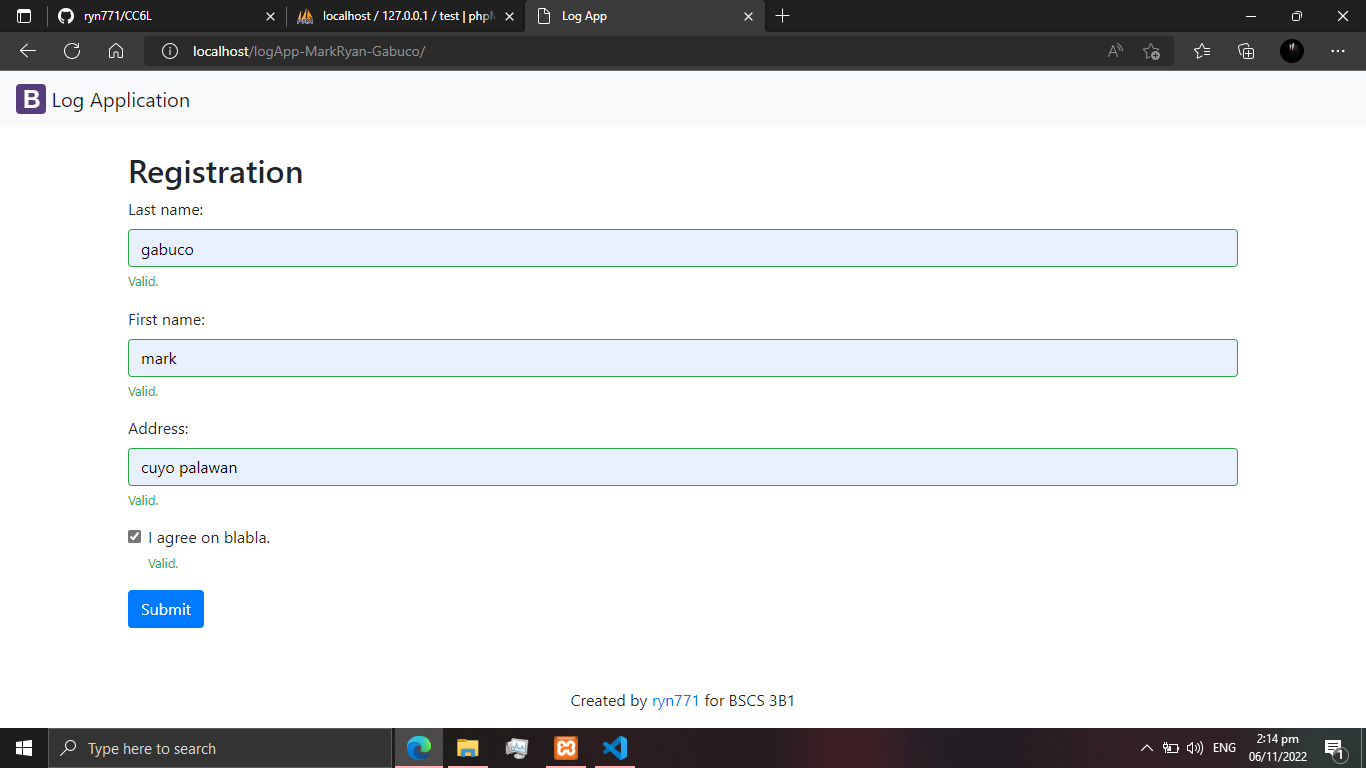 ryn771/CC6L
localhost / 127.0.0.1 / test | phpM
Log App
localhost/logApp-MarkRyan-Gabuco/
B Log Application
Registration
Last name:
gabuco
Valid.
First name:
mark
Valid.
Address:
cuyo palawan
Valid.
I agree on blabla.
Valid.
Submit
Created by ryn771 for BSCS 3B1
Type here to search
ENG
2:14 pm
06/11/2022
1